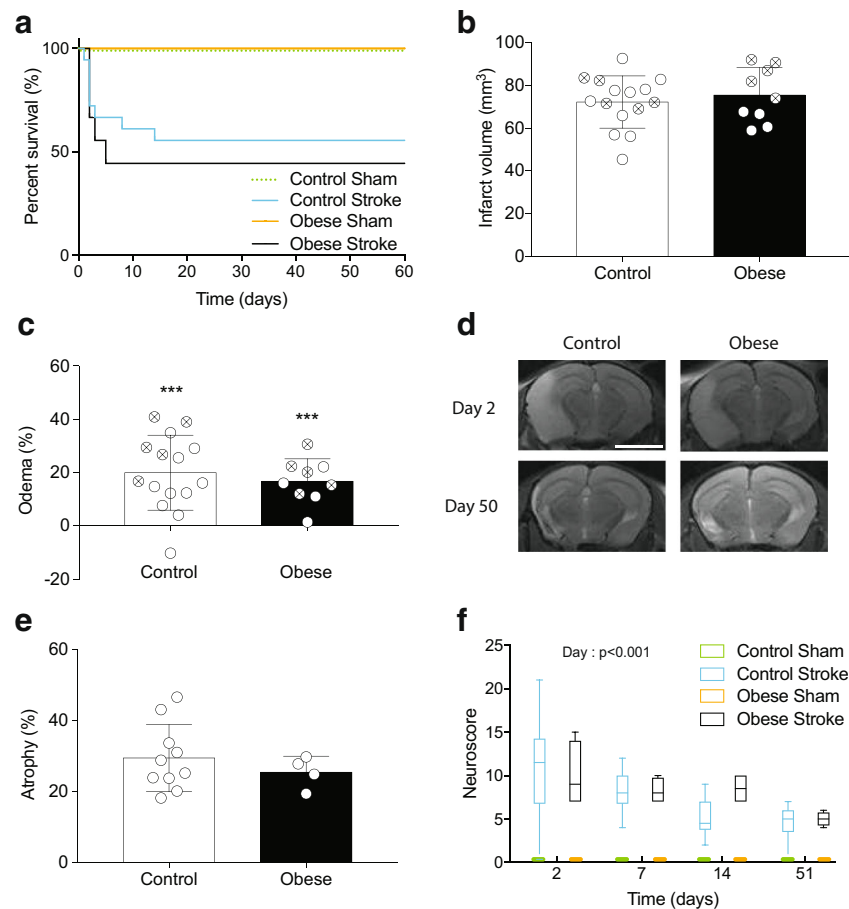 a
100
50
0
Percent survival (%)
Control Sham
Control Stroke
Obese Sham
Obese Stroke
0 10 20 30 40 50 60
Time (days)
b
100
80
60
40
20
0
Infarct volume (mm³)
Control Obese
c
60
40
20
0
-20
Odema (%)
*** ***
Control Obese
d
Control Obese
Day 2
Day 50
e
60
40
20
0
Atrophy (%)
Control Obese
f
25
20
15
10
5
0
Neuroscore
Day : p<0.001
Control Sham
Control Stroke
Obese Sham
Obese Stroke
2 7 14 51
Time (days)